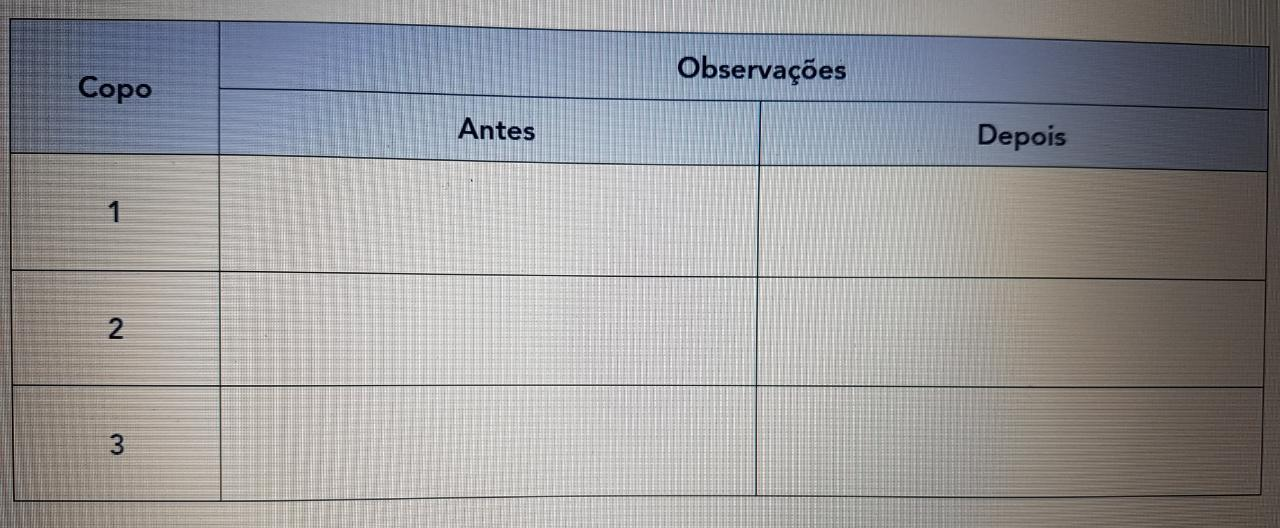 Copo
Observações
Antes
Depois
1
2
3